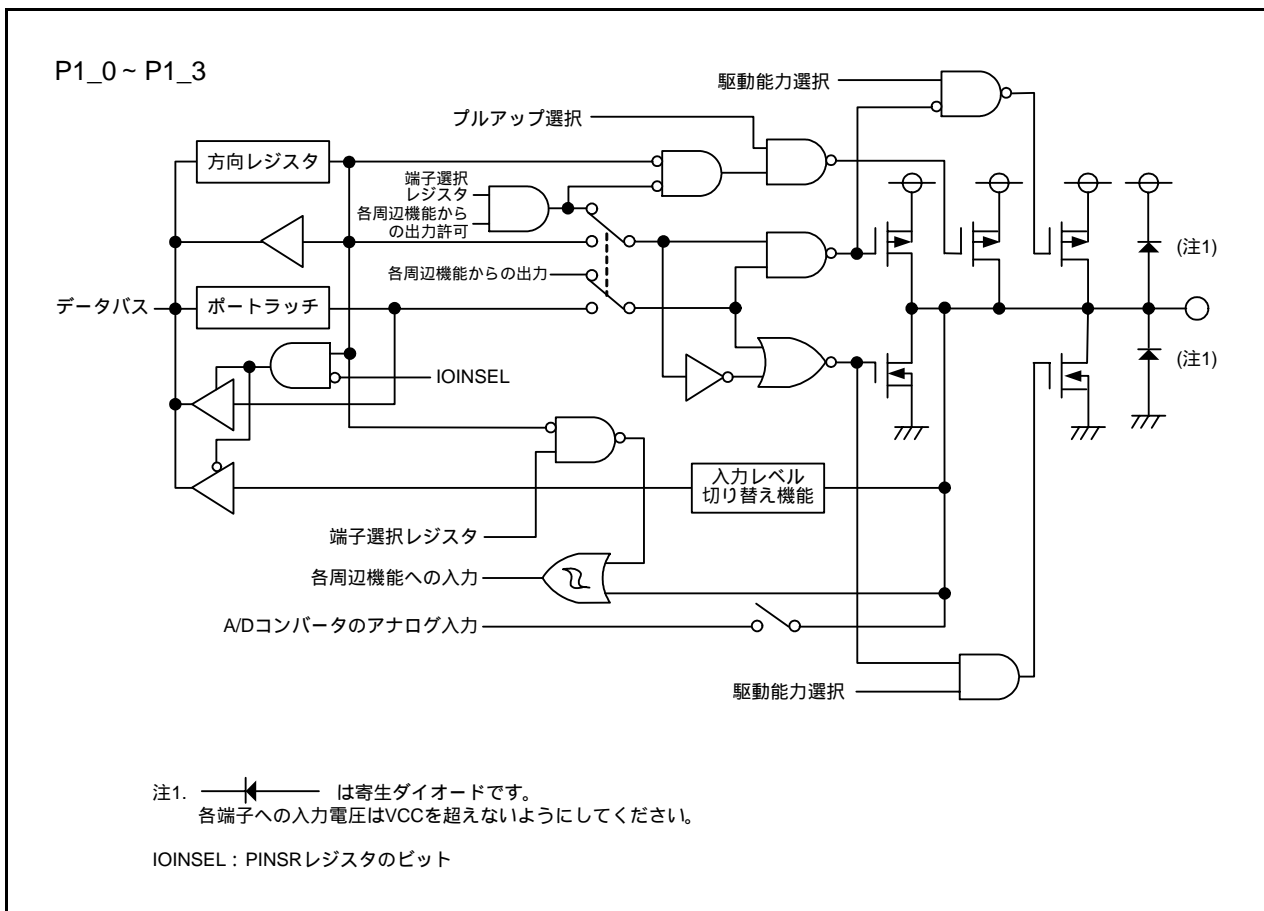 P1_0 ~ P1_3
駆動能力選択
プルアップ選択
方向レジスタ
端子選択
レジスタ
各周辺機能から
の出力許可
(注1)
各周辺機能からの出力
データバス
ポートラッチ
(注1)
IOINSEL
入力レベル
切り替え機能
端子選択レジスタ
各周辺機能への入力
A/Dコンバータのアナログ入力
駆動能力選択
注1. は寄生ダイオードです。
各端子への入力電圧はVCCを超えないようにしてください。
IOINSEL : PINSRレジスタのビット